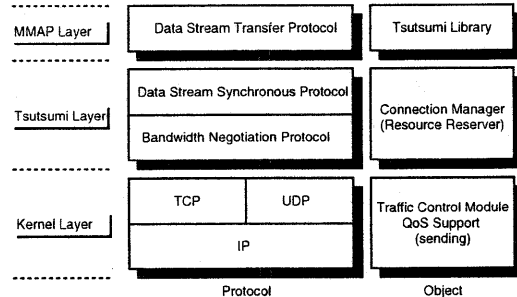 MMAP Layer
Data Stream Transfer Protocol
Tsutsumi Library
Tsutsumi Layer
Data Stream Synchronous Protocol
Bandwidth Negotiation Protocol
Connection Manager
(Resource Reserver)
Kernel Layer
TCP
UDP
IP
Traffic Control Module
QoS Support
(sending)
Protocol
Object